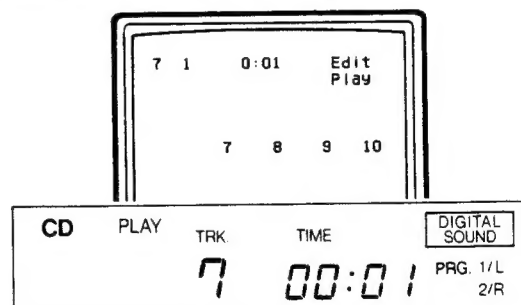 7 1 0:01 Edit
Play
7 8 9 10
CD PLAY TRK. TIME DIGITAL
SOUND
7 00:01 PRG. 1/L
2/R